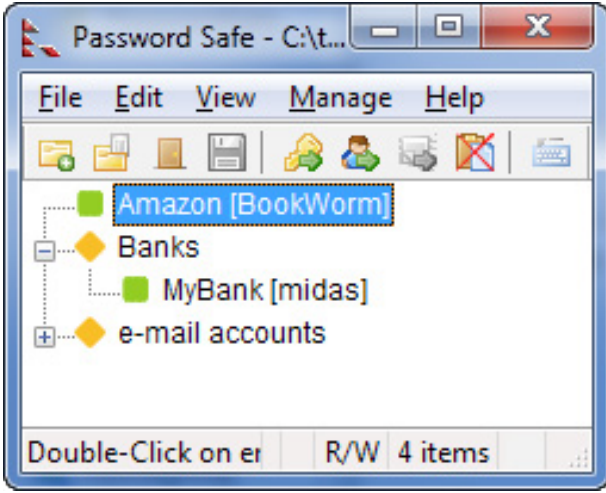 Password Safe - C:\t...
File Edit View Manage Help
Amazon [BookWorm]
Banks
MyBank [midas]
e-mail accounts
Double-Click on er R/W 4 items